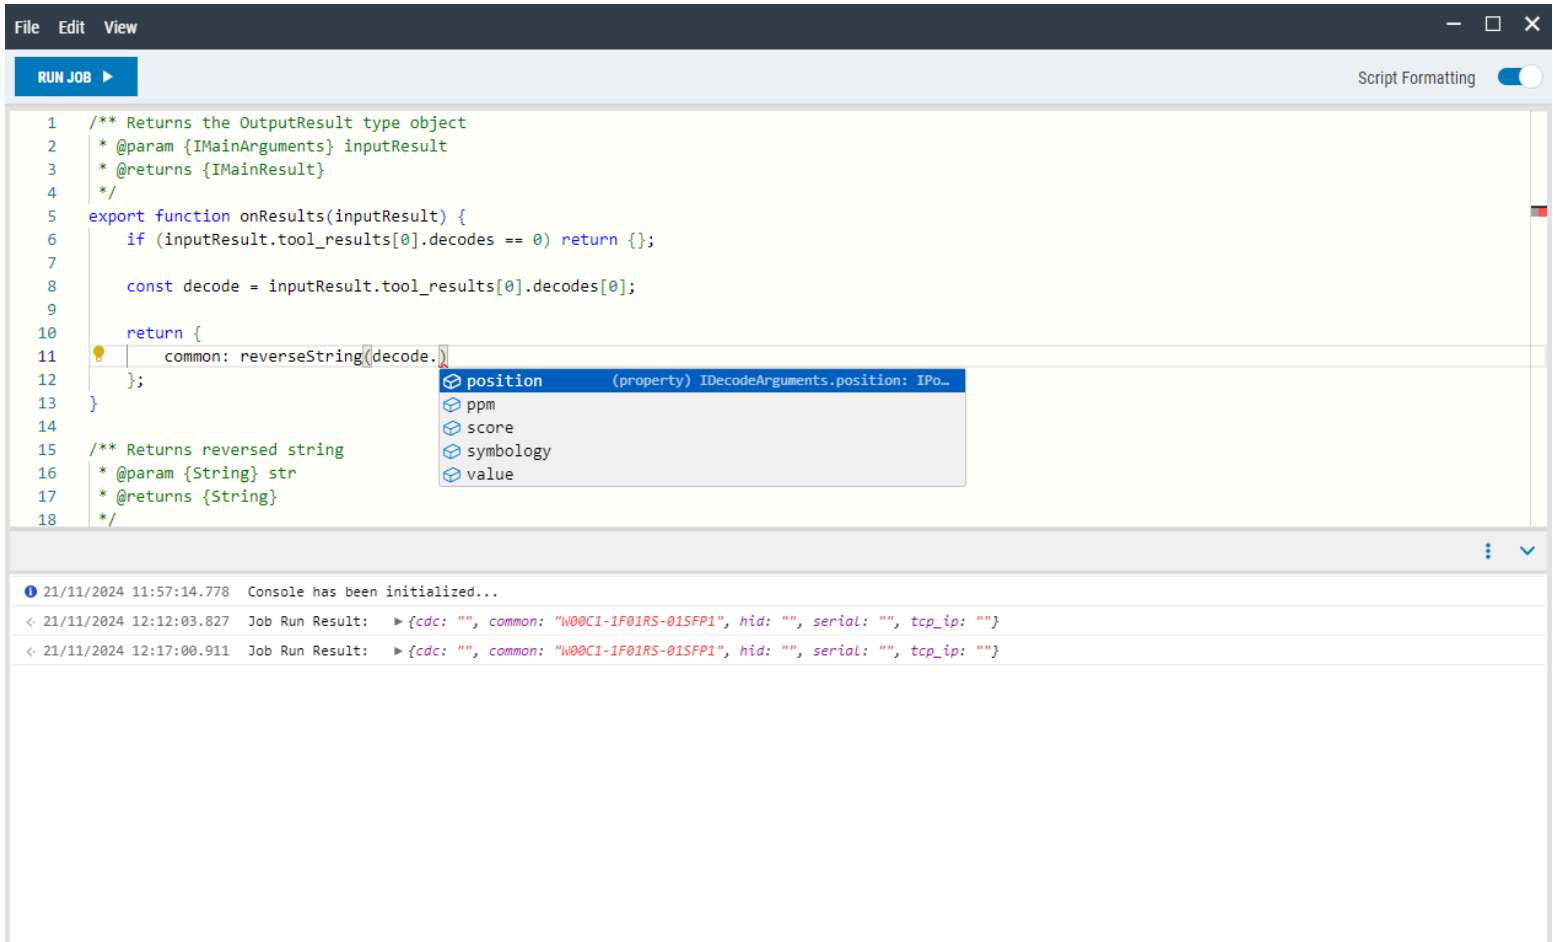 File Edit View
RUN JOB
Script Formatting
1 /** Returns the OutputResult type object
2 * @param {IMainArguments} inputResult
3 * @returns {IMainResult}
4 */
5 export function onResults(inputResult) {
6 if (inputResult.tool_results[0].decodes == 0) return {};
7
8 const decode = inputResult.tool_results[0].decodes[0];
9
10 return {
11 common: reverseString(decode.)
12 };
position (property) IDecodeArguments.position: IPo…
13 }
ppm
14
score
15 /** Returns reversed string
symbology
16 * @param {String} str
value
17 * @returns {String}
18 */
21/11/2024 11:57:14.778 Console has been initialized...
21/11/2024 12:12:03.827 Job Run Result: {cdc: "", common: "W00C1-1F01RS-01SFP1", hid: "", serial: "", tcp_ip: ""}
21/11/2024 12:17:00.911 Job Run Result: {cdc: "", common: "W00C1-1F01RS-01SFP1", hid: "", serial: "", tcp_ip: ""}